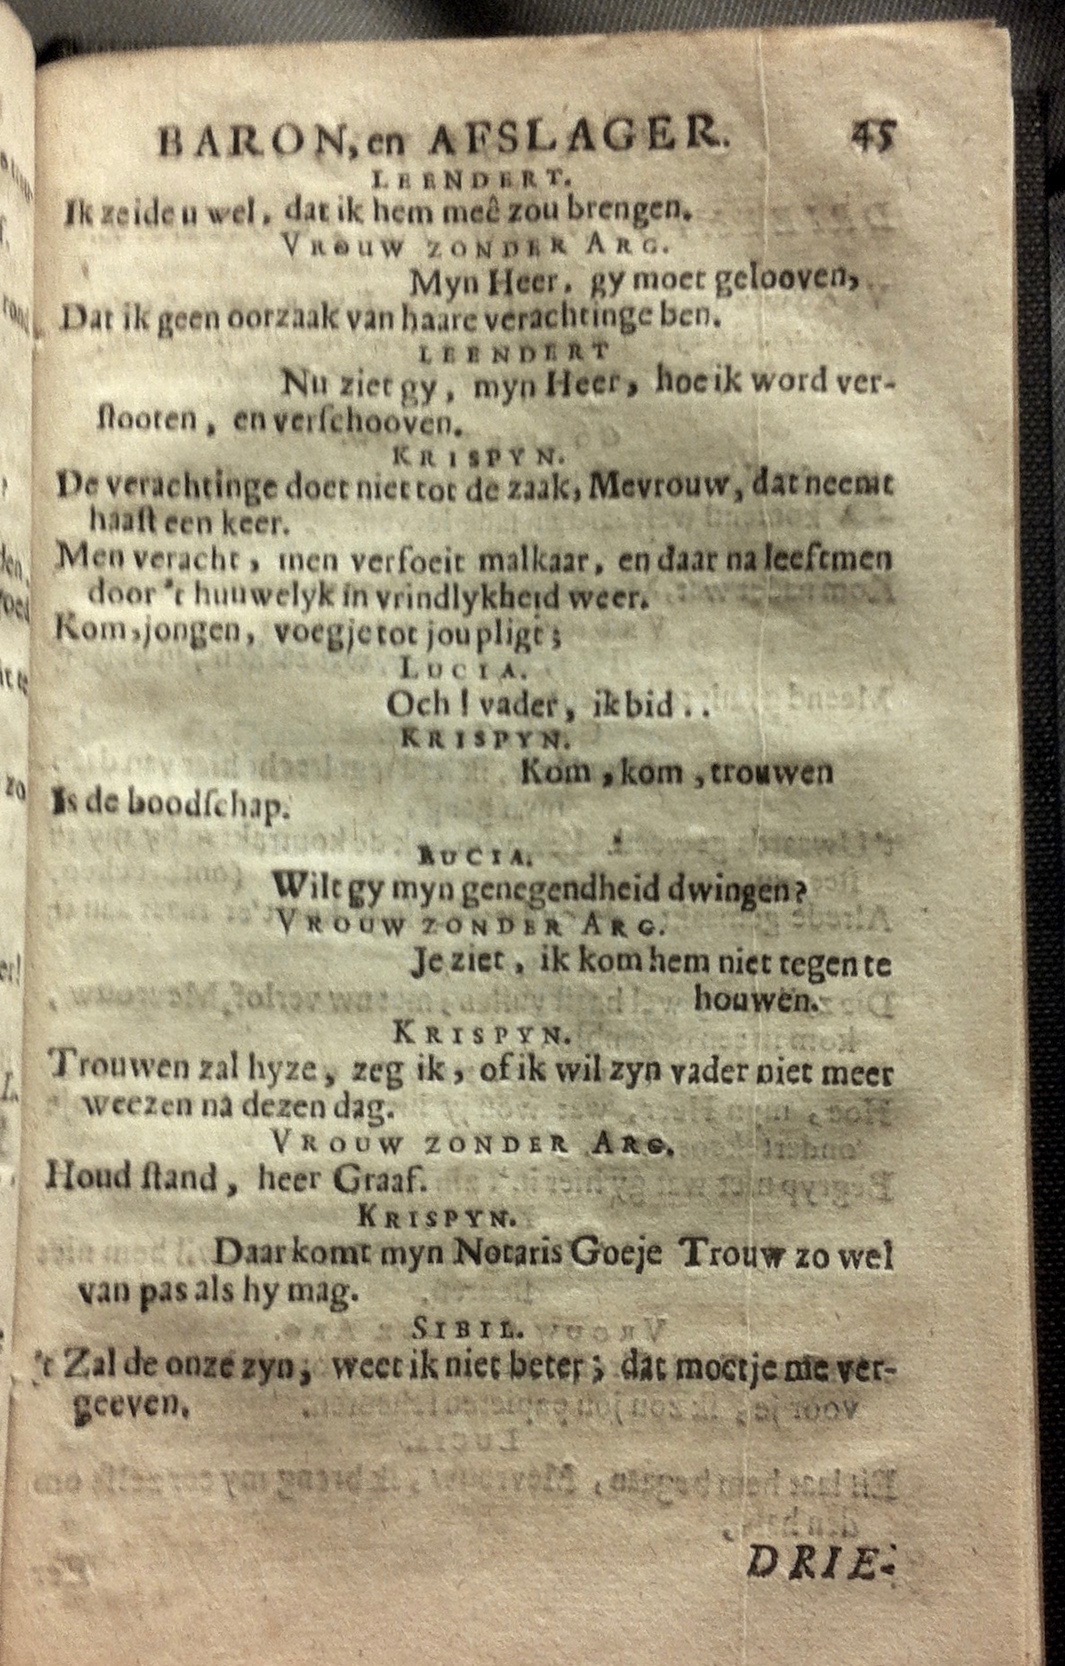 BARON, en AFSLAGER. 45
LEENDERT.
Ik zeide u wel, dat ik hem meê zou brengen.
VROUW ZONDER ARG.
Myn Heer, gy moet gelooven,
Dat ik geen oorzaak van haare verachtinge ben.
LEENDERT
Nu ziet gy, myn Heer, hoe ik word ver-
ſtooten, en verſchooven.
KRISPYN.
De verachtinge doet niet tot de zaak, Mevrouw, dat neemt
haaſt een keer.
Men veracht, men verfoeit malkaar, en daar na leeft men
door 't huuwelyk in vrindlykheid weer.
Kom, jongen, voeg je tot jou pligt;
LUCIA.
Och! vader, ik bid..
KRISPYN.
Kom, kom, trouwen
Is de boodſchap.
LUCIA.
Wilt gy myn genegendheid dwingen?
VROUW ZONDER ARG.
Je ziet, ik kom hem niet tegen te
houwen.
KRISPYN.
Trouwen zal hy ze, zeg ik, of ik wil zyn vader niet meer
weezen na dezen dag.
VROUW ZONDER ARG.
Houd ſtand, heer Graaf.
KRISPYN.
Daar komt myn Notaris Goeje Trouw zo wel
van pas als hy mag.
SIBIL.
't Zal de onze zyn, weet ik niet beter; dat moet je me ver-
geeven.
DRIE-